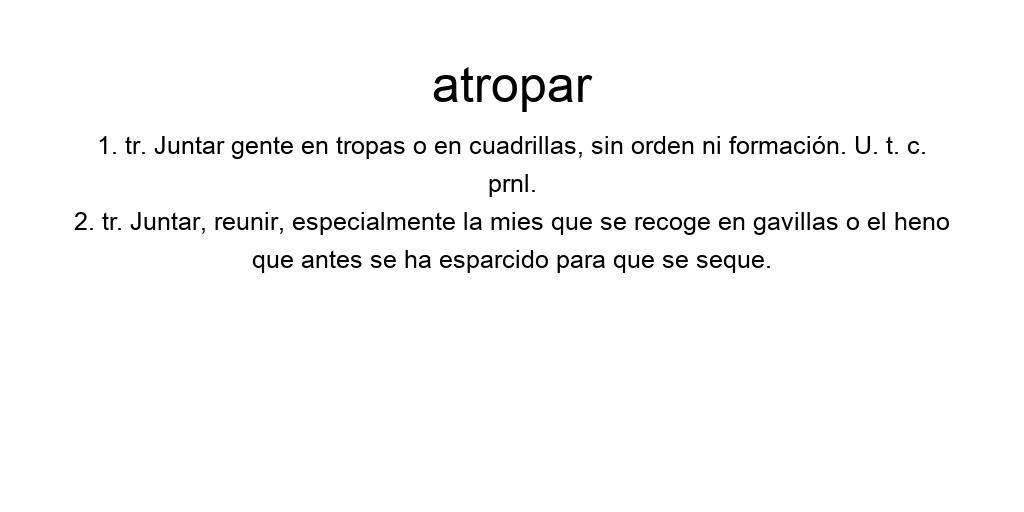 atropar
1. tr. Juntar gente en tropas o en cuadrillas, sin orden ni formación. U. t. c.
prnl.
2. tr. Juntar, reunir, especialmente la mies que se recoge en gavillas o el heno
que antes se ha esparcido para que se seque.